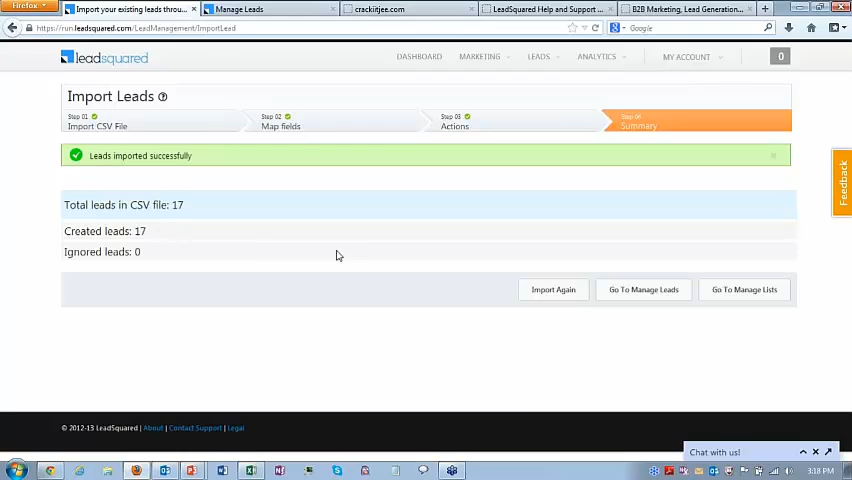 Firefox
Import your existing leads throu...
Manage Leads
crackiitjee.com
LeadSquared Help and Support ...
B2B Marketing, Lead Generation...
https://run.leadsquared.com/LeadManagement/ImportLead
Google
leadsquared
DASHBOARD
MARKETING
LEADS
ANALYTICS
MY ACCOUNT
0
Import Leads
Step 01
Import CSV File
Step 02
Map fields
Step 03
Actions
Summary
Leads imported successfully
Feedback
Total leads in CSV file: 17
Created leads: 17
Ignored leads: 0
Import Again
Go To Manage Leads
Go To Manage Lists
© 2012-13 LeadSquared | About | Contact Support | Legal
Chat with us!
3:18 PM